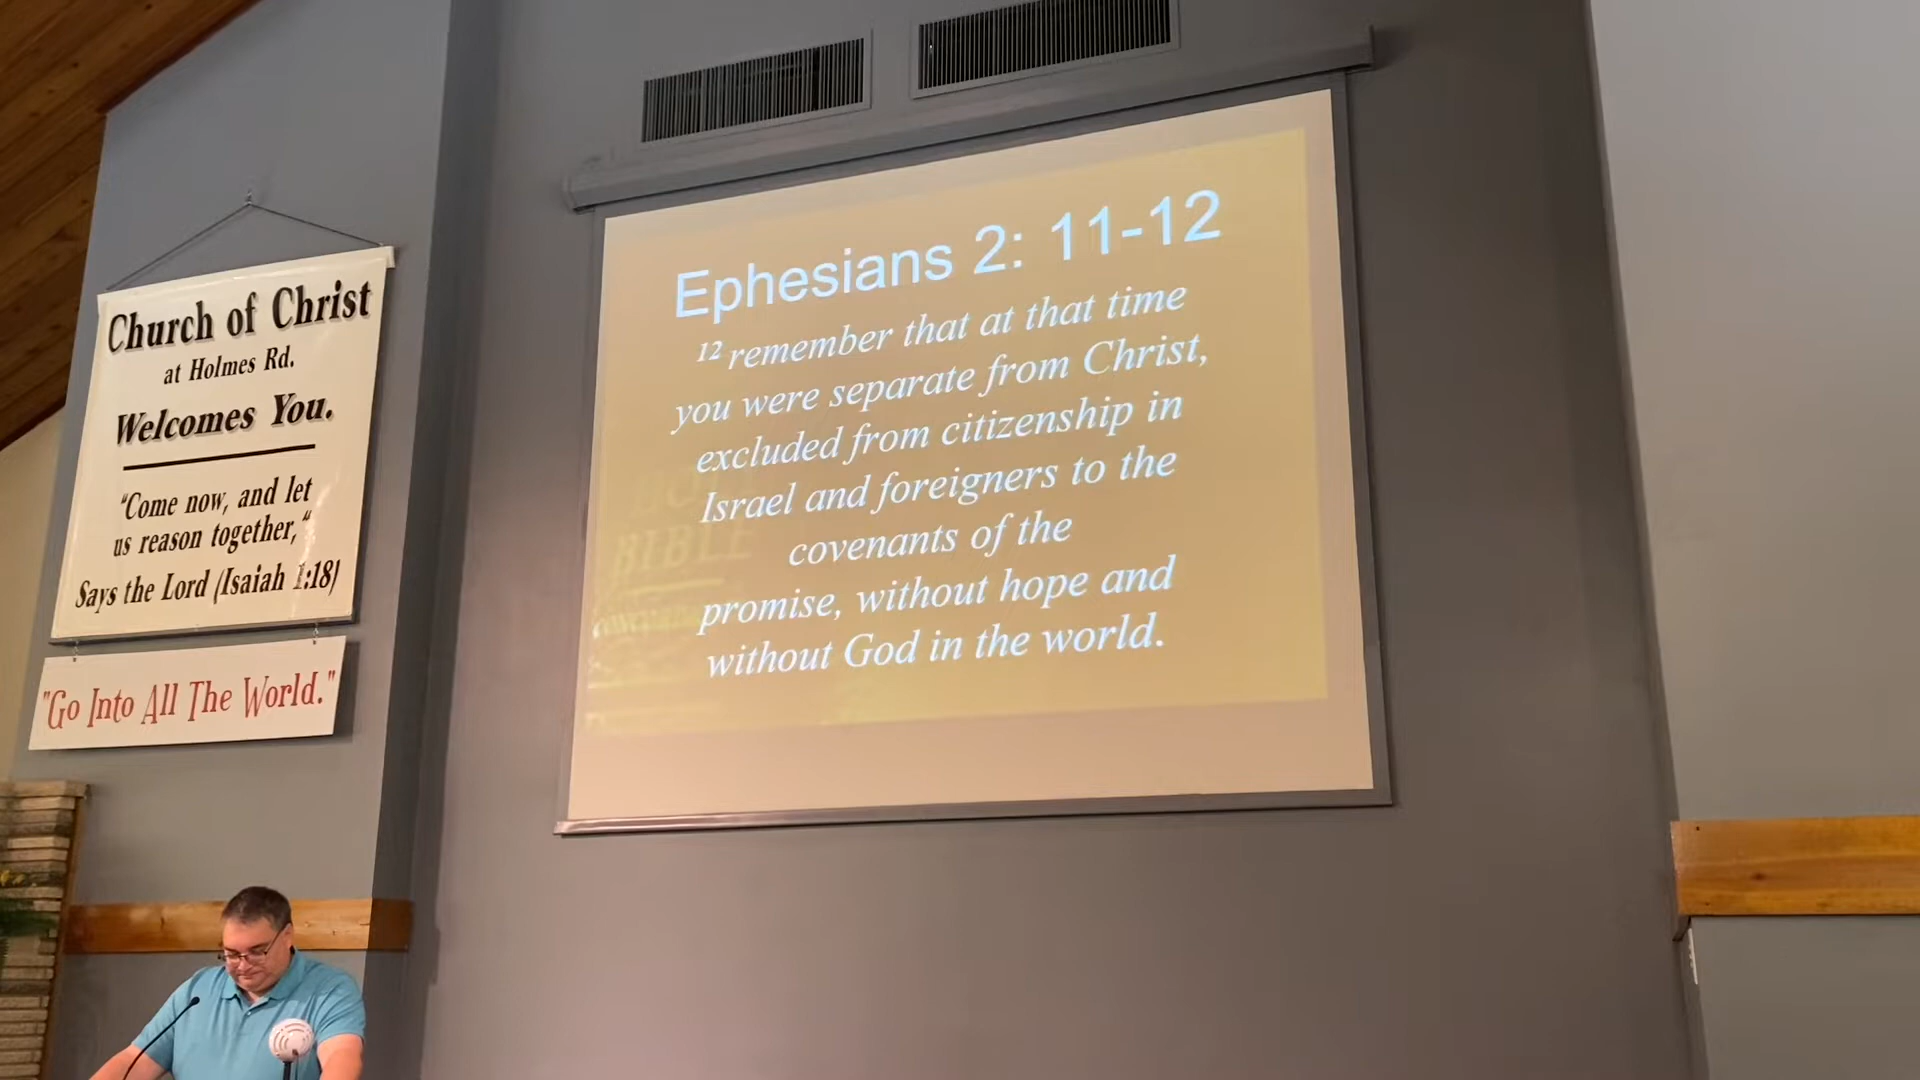 Church of Christ
at Holmes Rd.
Welcomes You.
"Come now, and let
us reason together,"
Says the Lord (Isaiah 1:18)
"Go Into All The World."
Ephesians 2: 11-12
12 remember that at that time
you were separate from Christ,
excluded from citizenship in
Israel and foreigners to the
covenants of the
promise, without hope and
without God in the world.
HOLY
BIBLE